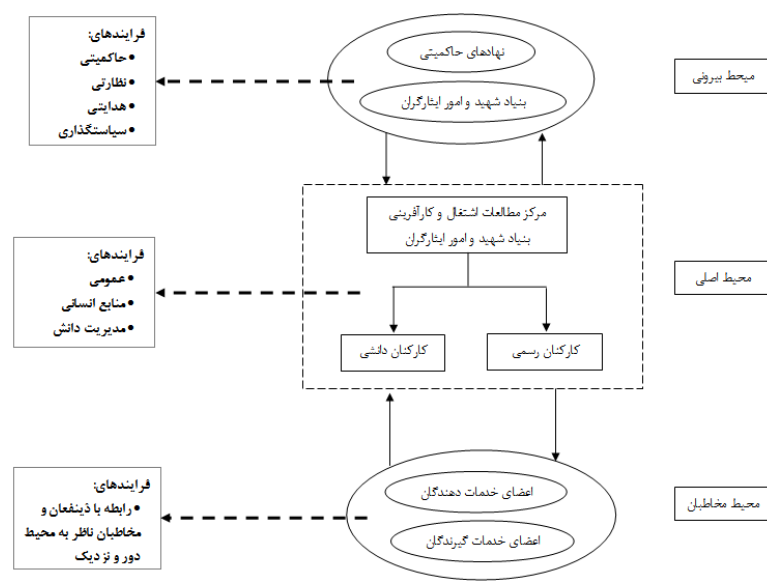 محیط بیرونی
نهادهای حاکمیتی
بنیاد شهید و امور ایثارگران
فرایندهای:
•حاکمیتی
•نظارتی
•هدایتی
•سیاستگذاری
محیط اصلی
مرکز مطالعات اشتغال و کارآفرینی
بنیاد شهید و امور ایثارگران
کارکنان رسمی
کارکنان دانشی
فرایندهای:
•عمومی
•منابع انسانی
•مدیریت دانش
محیط مخاطبان
اعضای خدمات دهندگان
اعضای خدمات گیرندگان
فرایندهای:
• رابطه با ذینفعان و
مخاطبان ناظر به محیط
دور و نزدیک